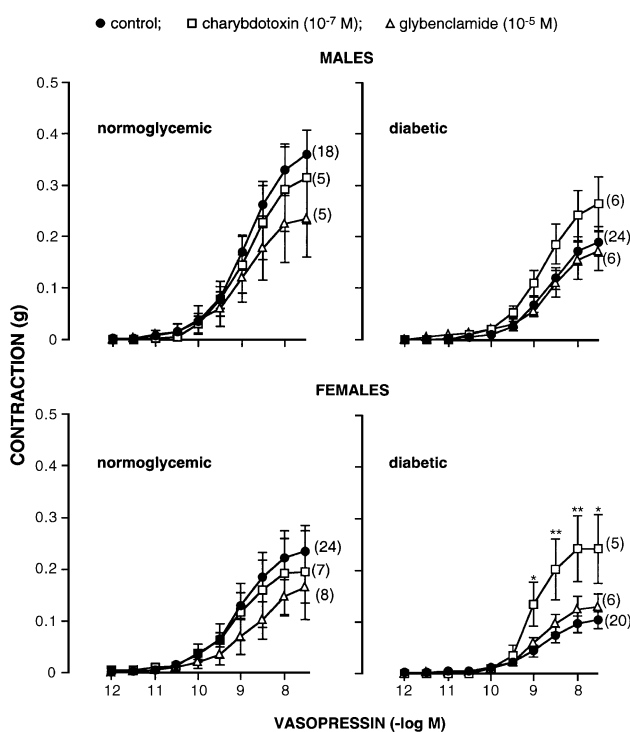 control; charybdotoxin (10-7 M); glybenclamide (10-5 M)
MALES
normoglycemic
diabetic
0.5
0.4
0.3
0.2
0.1
0
(18)
(5)
(5)
(6)
(24)
(6)
CONTRACTION (g)
FEMALES
normoglycemic
diabetic
0.5
0.4
0.3
0.2
0.1
0
(24)
(7)
(8)
* ** ** *
(5)
(6)
(20)
12 11 10 9 8
12 11 10 9 8
VASOPRESSIN (-log M)